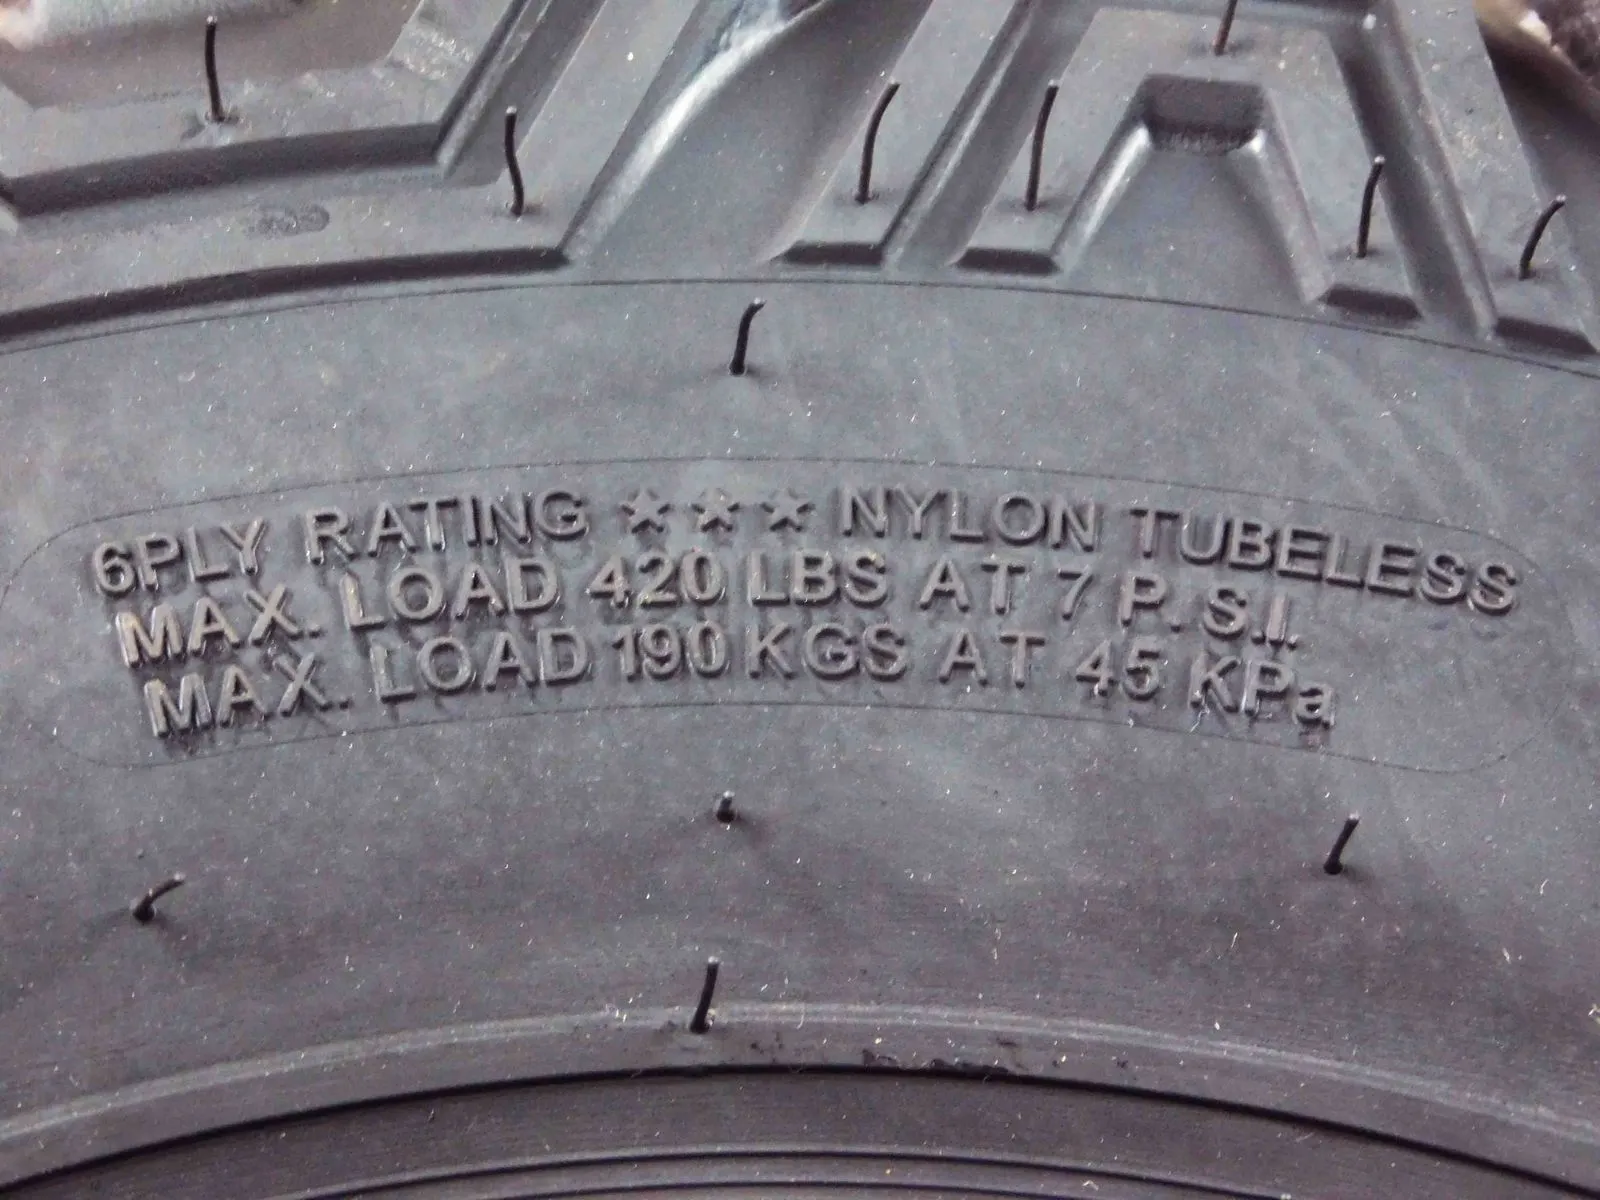 6PLY RATING ★ ★ ★ NYLON TUBELESS
MAX. LOAD 420 LBS AT 7 P.S.I.
MAX. LOAD 190 KGS AT 45 KPa